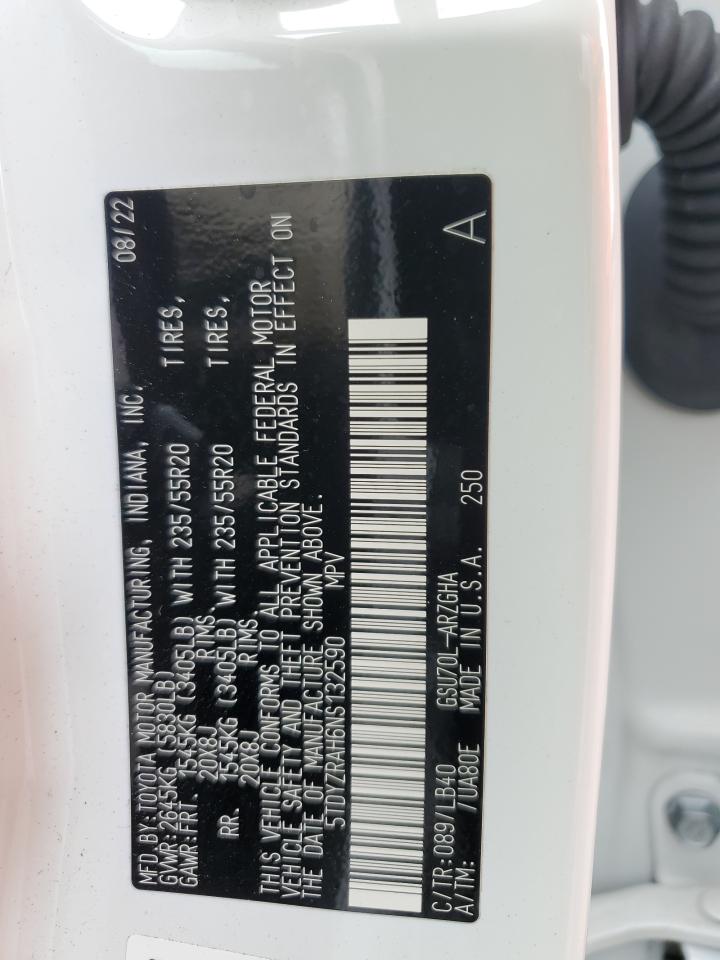 MFD.BY:TOYOTA MOTOR MANUFACTURING, INDIANA, INC. 08/22
GVWR:2645KG (5830LB)
GAWR:FRT 1545KG (3405LB) WITH 235/55R20 TIRES,
20X8J RIMS.
RR. 1545KG (3405LB) WITH 235/55R20 TIRES,
20X8J RIMS.
THIS VEHICLE CONFORMS TO ALL APPLICABLE FEDERAL MOTOR
VEHICLE SAFETY AND THEFT PREVENTION STANDARDS IN EFFECT ON
THE DATE OF MANUFACTURE SHOWN ABOVE.
5TDYZRAH6NS132590 MPV
C/TR:089/LB40 GSU70L-ARZGHA
A/TM: /UA80E MADE IN U.S.A. 250 A